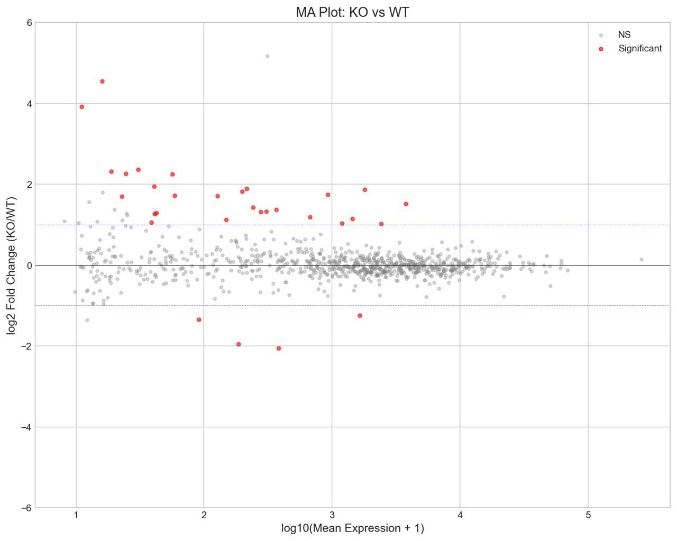 MA Plot: KO vs WT
NS
Significant
6
4
2
0
−2
−4
−6
log2 Fold Change (KO/WT)
1
2
3
4
5
log10(Mean Expression + 1)